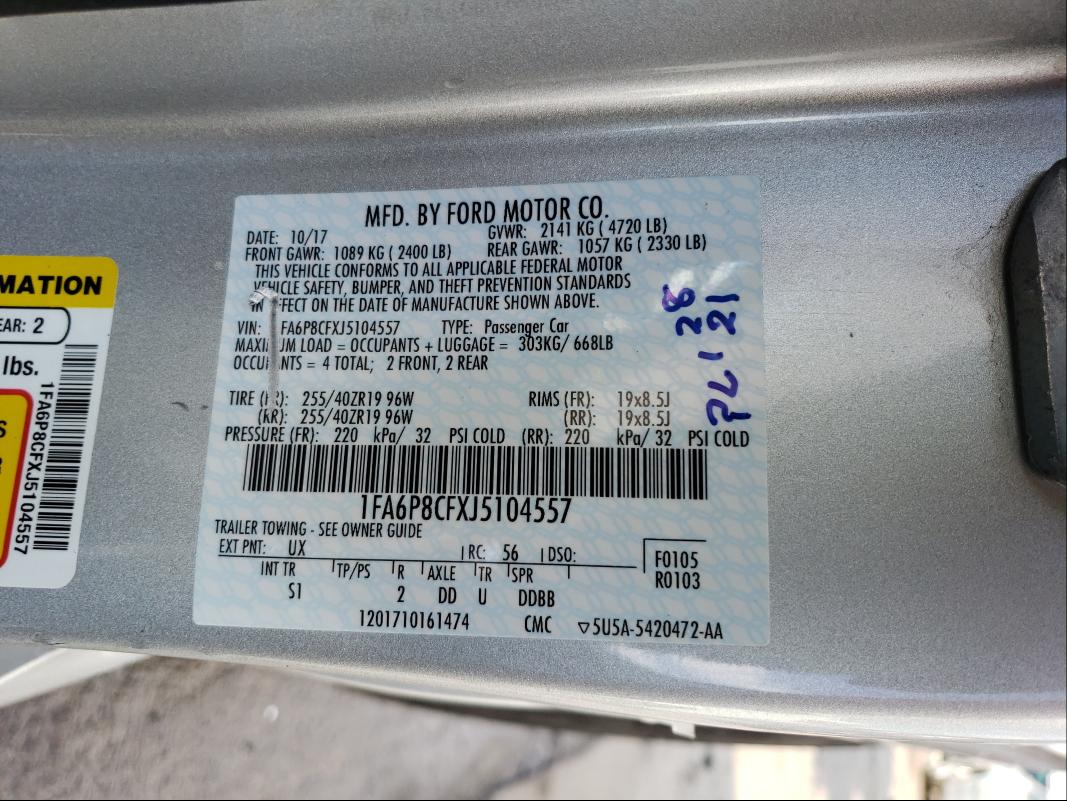 MFD. BY FORD MOTOR CO.
DATE: 10/17 GVWR: 2141 KG ( 4720 LB)
FRONT GAWR: 1089 KG ( 2400 LB) REAR GAWR: 1057 KG ( 2330 LB)
THIS VEHICLE CONFORMS TO ALL APPLICABLE FEDERAL MOTOR
VEHICLE SAFETY, BUMPER, AND THEFT PREVENTION STANDARDS
IN EFFECT ON THE DATE OF MANUFACTURE SHOWN ABOVE.
VIN: 1FA6P8CFXJ5104557 TYPE: Passenger Car
MAXIMUM LOAD = OCCUPANTS + LUGGAGE = 303KG/ 668LB
OCCUPANTS = 4 TOTAL; 2 FRONT, 2 REAR
TIRE (FR): 255/40ZR19 96W RIMS (FR): 19x8.5J
(RR): 255/40ZR19 96W (RR): 19x8.5J
PRESSURE (FR): 220 kPa/ 32 PSI COLD (RR): 220 kPa/ 32 PSI COLD
1FA6P8CFXJ5104557
TRAILER TOWING - SEE OWNER GUIDE
EXT PNT: UX RC: 56 DSO:
F0105
R0103
INT TR TP/PS R AXLE TR SPR
S1 2 DD U DDBB
1201710161474 CMC ▽5U5A-5420472-AA
28
21
MATION
EAR: 2
lbs.
1FA6P8CFXJ5104557